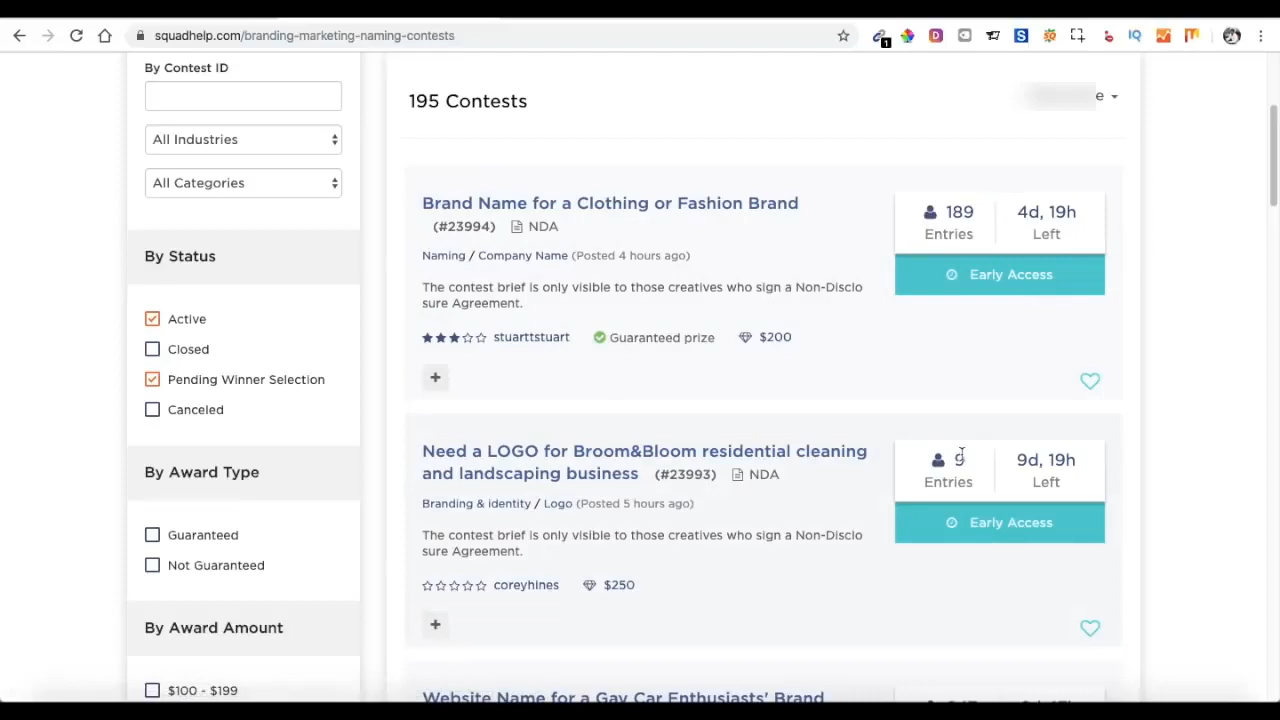 squadhelp.com/branding-marketing-naming-contests
1
By Contest ID
All Industries
All Categories
By Status
Active
Closed
Pending Winner Selection
Canceled
By Award Type
Guaranteed
Not Guaranteed
By Award Amount
$100 - $199
195 Contests
e
Brand Name for a Clothing or Fashion Brand
(#23994) NDA
Naming / Company Name (Posted 4 hours ago)
The contest brief is only visible to those creatives who sign a Non-Disclo
sure Agreement.
stuarttstuart Guaranteed prize $200
+
189 4d, 19h
Entries Left
Early Access
Need a LOGO for Broom&Bloom residential cleaning
and landscaping business (#23993) NDA
Branding & identity / Logo (Posted 5 hours ago)
The contest brief is only visible to those creatives who sign a Non-Disclo
sure Agreement.
coreyhines $250
+
9 9d, 19h
Entries Left
Early Access
Website Name for a Gay Car Enthusiasts' Brand